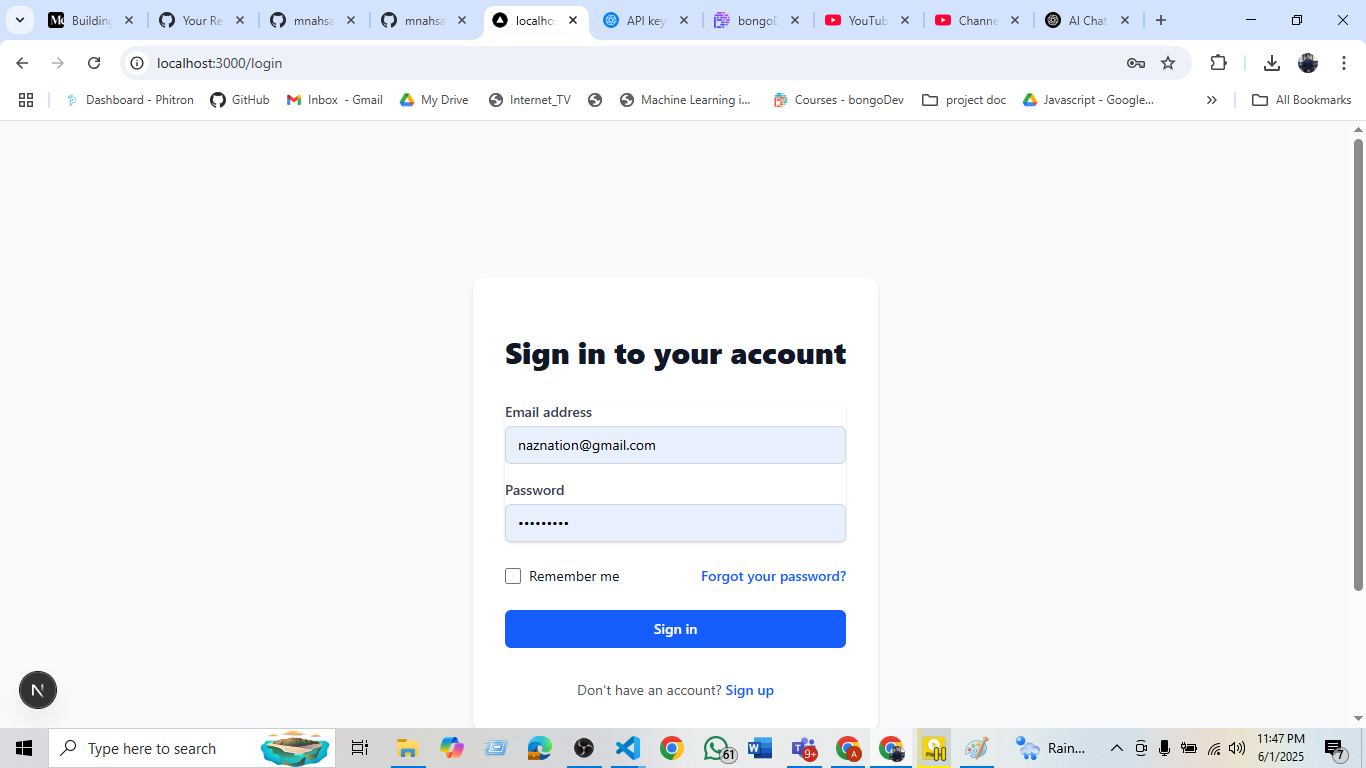 Building
Your Re
mnahsa
mnahsa
localho
API key
bongoD
YouTub
Channe
AI Chat
localhost:3000/login
Dashboard - Phitron
GitHub
Inbox - Gmail
My Drive
Internet_TV
Machine Learning i...
Courses - bongoDev
project doc
Javascript - Google...
All Bookmarks
Sign in to your account
Email address
naznation@gmail.com
Password
Remember me
Forgot your password?
Sign in
Don't have an account? Sign up
N
Type here to search
61
9+
A
Rain...
11:47 PM
6/1/2025
7